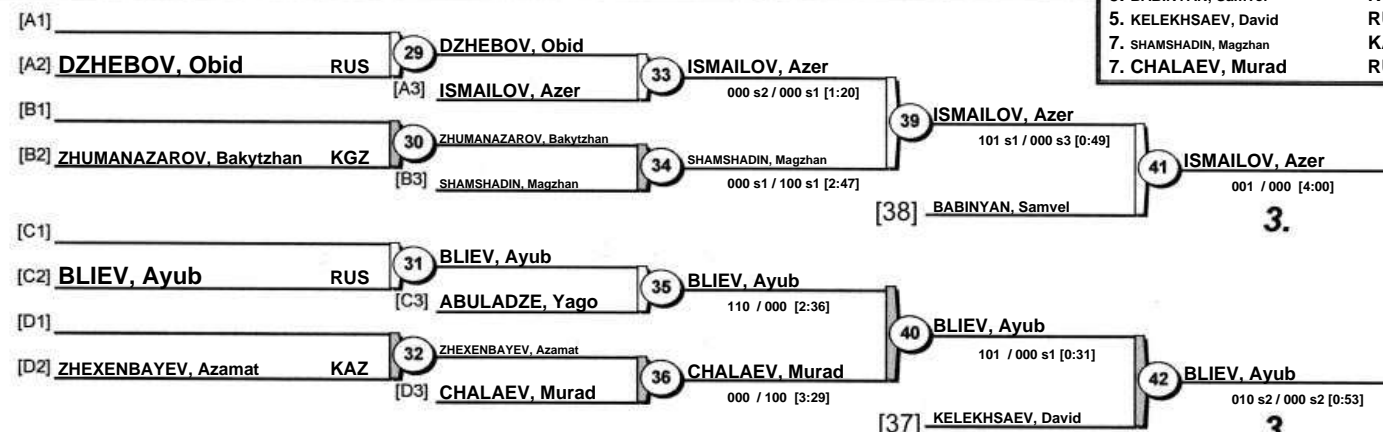 5. KELEKHSAEV, David
7. SHAMSHADIN, Magzhan
7. CHALAEV, Murad
[A1]
[A2] DZHEBOV, Obid RUS
29
DZHEBOV, Obid
[A3] ISMAILOV, Azer
33
ISMAILOV, Azer
000 s2 / 000 s1 [1:20]
[B1]
[B2] ZHUMANAZAROV, Bakytzhan KGZ
30
ZHUMANAZAROV, Bakytzhan
[B3] SHAMSHADIN, Magzhan
34
SHAMSHADIN, Magzhan
000 s1 / 100 s1 [2:47]
39
ISMAILOV, Azer
101 s1 / 000 s3 [0:49]
[38] BABINYAN, Samvel
41
ISMAILOV, Azer
001 / 000 [4:00]
3.
[C1]
[C2] BLIEV, Ayub RUS
31
BLIEV, Ayub
[C3] ABULADZE, Yago
35
BLIEV, Ayub
110 / 000 [2:36]
[D1]
[D2] ZHEXENBAYEV, Azamat KAZ
32
ZHEXENBAYEV, Azamat
[D3] CHALAEV, Murad
36
CHALAEV, Murad
000 / 100 [3:29]
40
BLIEV, Ayub
101 / 000 s1 [0:31]
[37] KELEKHSAEV, David
42
BLIEV, Ayub
010 s2 / 000 s2 [0:53]
3